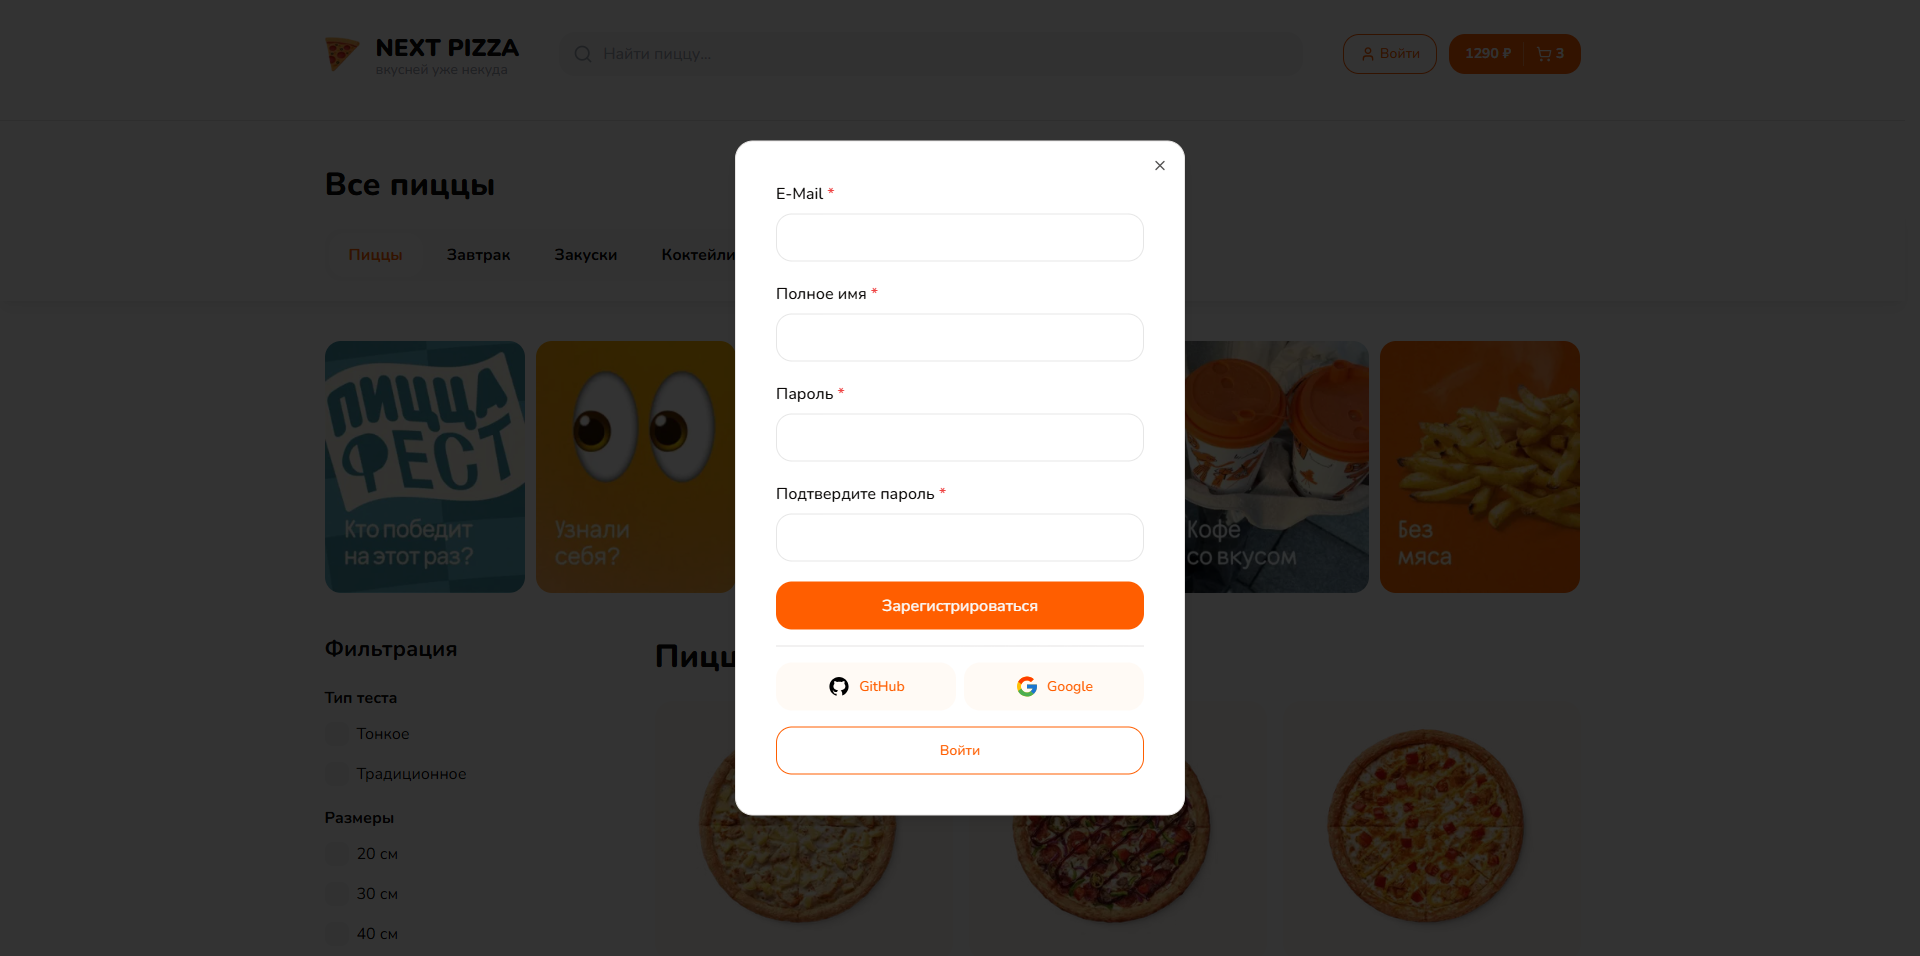 NEXT PIZZA
вкусней уже некуда
Найти пиццу...
Войти
1290 ₽
3
Все пиццы
Пиццы
Завтрак
Закуски
Коктейли
E-Mail *
Полное имя *
Пароль *
Подтвердите пароль *
Зарегистрироваться
GitHub
Google
Войти
ПИЦЦА
ФЕСТ
Кто победит
на этот раз?
Узнали
себя?
Кофе
со вкусом
Без
мяса
Фильтрация
Тип теста
Тонкое
Традиционное
Размеры
20 см
30 см
40 см